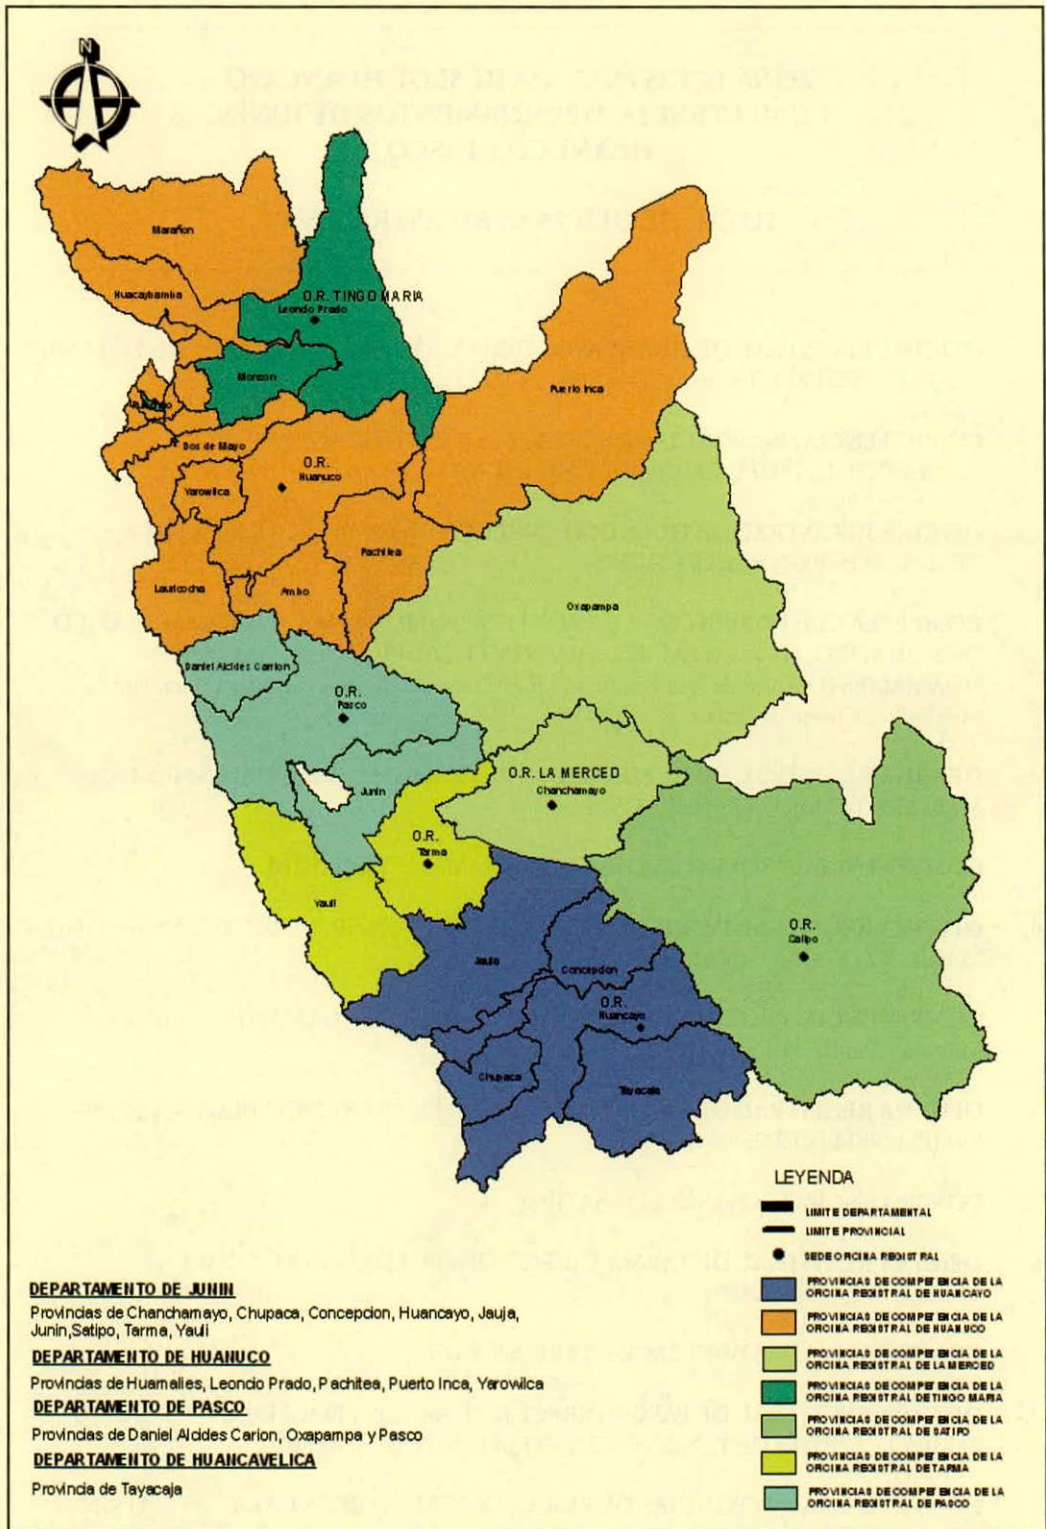 N
Marañon
Huacaybamba
O.R. TINGO MARIA
Leondo Prado
Monzon
Puerto Inca
Dos de Mayo
O.R.
Huanuco
Yarowilca
Pachitea
Lauricocha
Ambo
Oxapampa
Daniel Alcides Carrion
O.R.
Pasco
O.R. LA MERCED
Chanchamayo
Junin
O.R.
Tarma
Yauli
O.R.
Jauja
Concepcion
O.R.
Huancayo
Chupaca
Tayacaja
LEYENDA
LIMITE DEPARTAMENTAL
LIMITE PROVINCIAL
SEDE OFICINA REGISTRAL
PROVINCIAS DE COMPETENCIA DE LA
OFICINA REGISTRAL DE HUANCAYO
PROVINCIAS DE COMPETENCIA DE LA
OFICINA REGISTRAL DE HUANUCO
PROVINCIAS DE COMPETENCIA DE LA
OFICINA REGISTRAL DE LA MERCED
PROVINCIAS DE COMPETENCIA DE LA
OFICINA REGISTRAL DE TINGO MARIA
PROVINCIAS DE COMPETENCIA DE LA
OFICINA REGISTRAL DE SATIPO
PROVINCIAS DE COMPETENCIA DE LA
OFICINA REGISTRAL DE TARMA
PROVINCIAS DE COMPETENCIA DE LA
OFICINA REGISTRAL DE PASCO
DEPARTAMENTO DE JUNIN
Provincias de Chanchamayo, Chupaca, Concepcion, Huancayo, Jauja,
Junin,Satipo, Tarma, Yauli
DEPARTAMENTO DE HUANUCO
Provincias de Huamalies, Leoncio Prado, Pachitea, Puerto Inca, Yarowilca
DEPARTAMENTO DE PASCO
Provincias de Daniel Alcides Carion, Oxapampa y Pasco
DEPARTAMENTO DE HUANCAVELICA
Provincia de Tayacaja